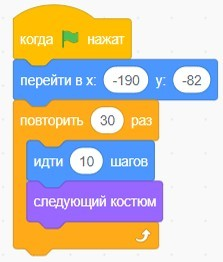 когда нажат
перейти в x: -190 y: -82
повторить 30 раз
идти 10 шагов
следующий костюм